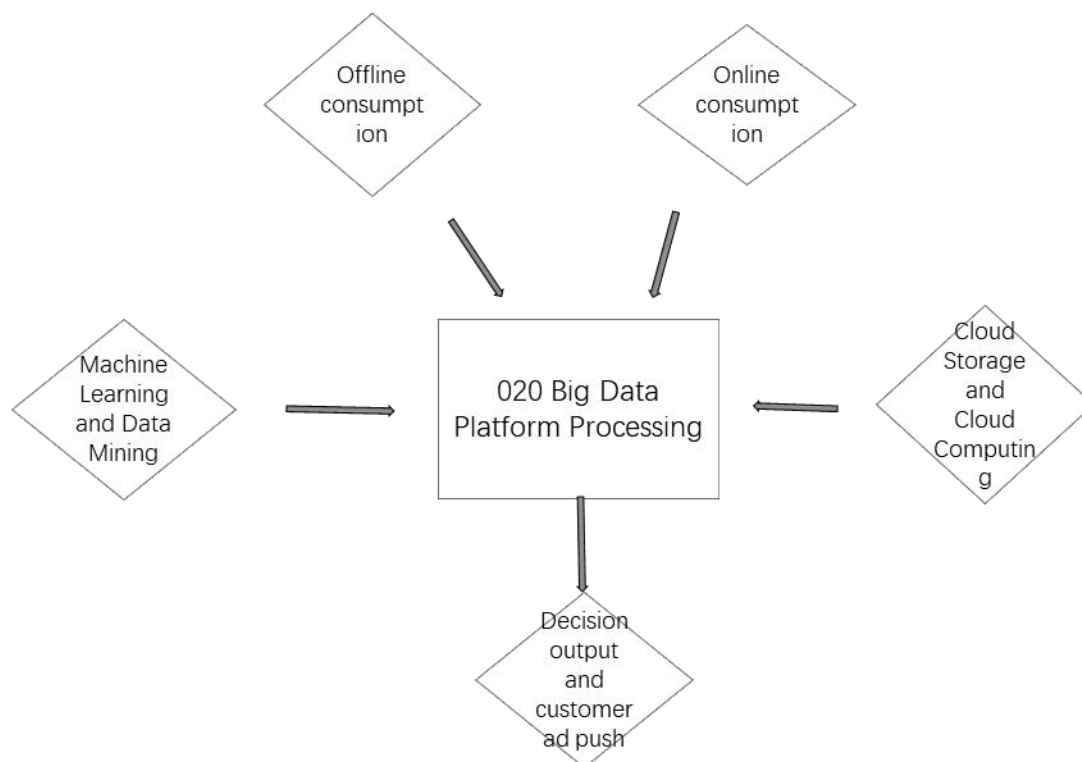 Offline
consumpt
ion
Online
consumpt
ion
Machine
Learning
and Data
Mining
020 Big Data
Platform Processing
Cloud
Storage
and
Cloud
Computin
g
Decision
output
and
customer
ad push